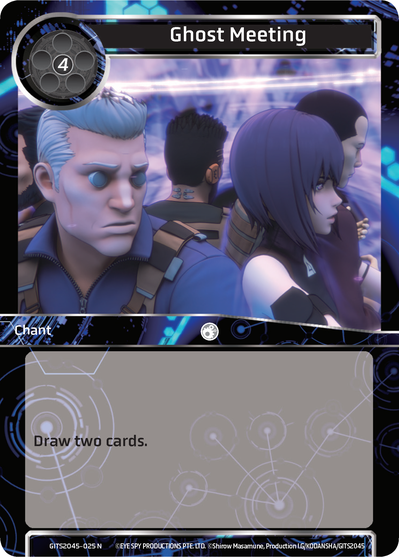 Ghost Meeting
4
Chant
Draw two cards.
GITS2045-025 N ©EYE SPY PRODUCTIONS PTE. LTD. ©Shirow Masamune, Production I.G/KODANSHA/GITS2045